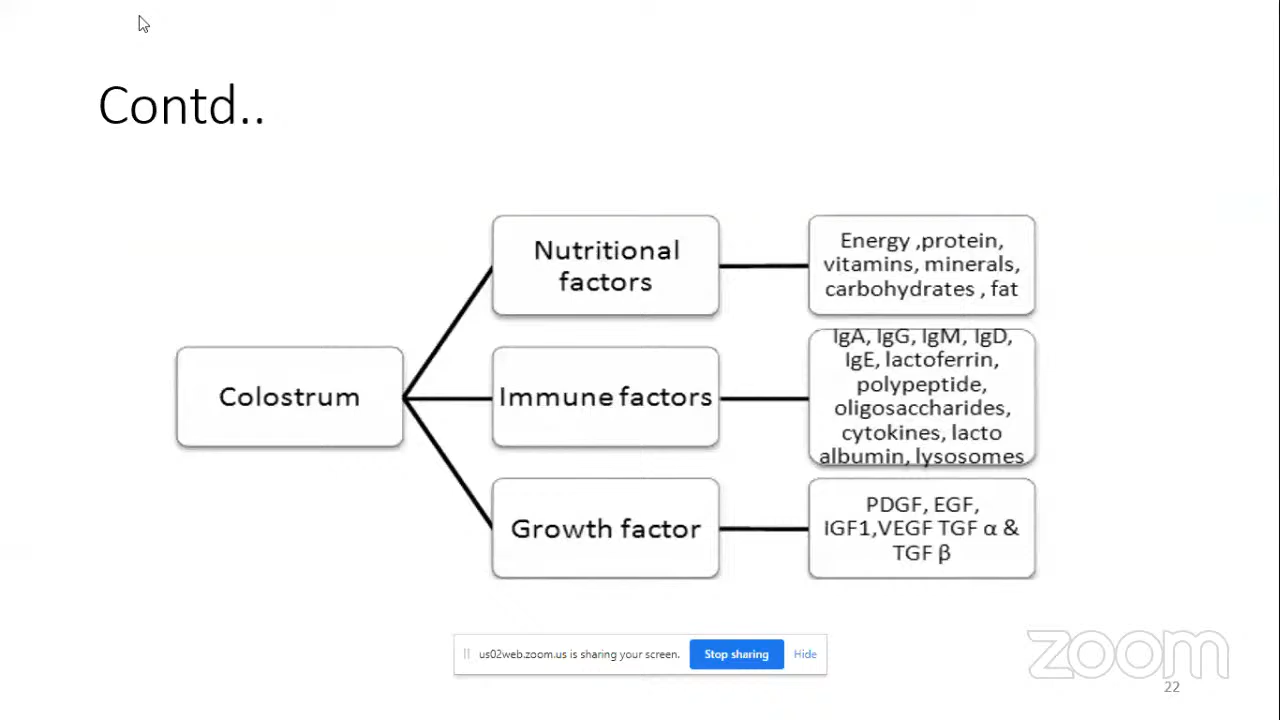 Contd..
Colostrum
Nutritional
factors
Energy ,protein,
vitamins, minerals,
carbohydrates , fat
Immune factors
IgA, IgG, IgM, IgD,
IgE, lactoferrin,
polypeptide,
oligosaccharides,
cytokines, lacto
albumin, lysosomes
Growth factor
PDGF, EGF,
IGF1,VEGF TGF α &
TGF β
us02web.zoom.us is sharing your screen.
Stop sharing
Hide
zoom
22